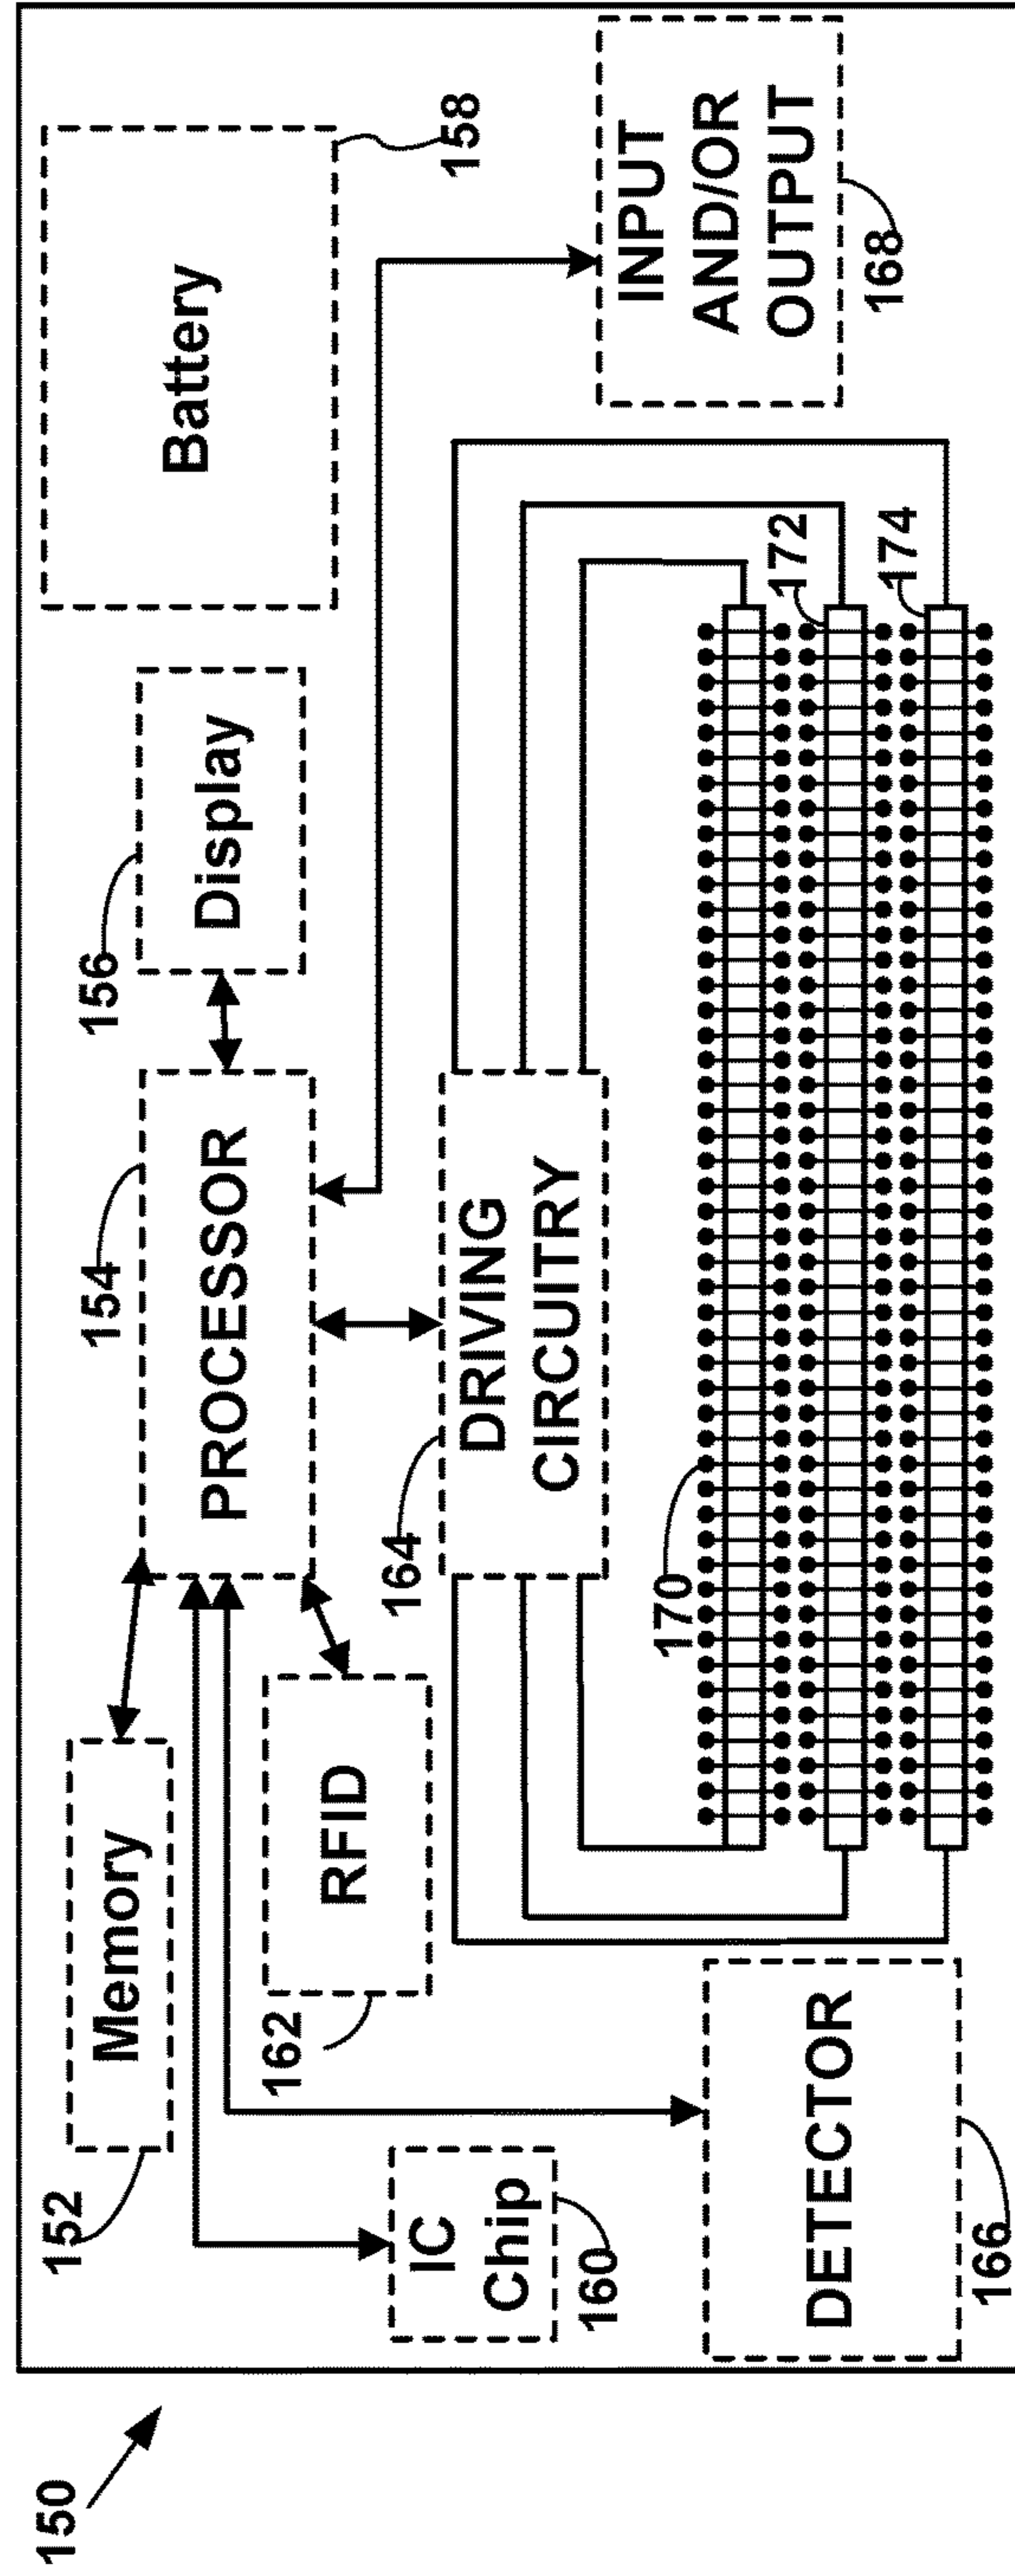 150
152
Memory
154
PROCESSOR
156
Display
Battery
158
IC
Chip
160
162
RFID
164
DRIVING
CIRCUITRY
INPUT
AND/OR
OUTPUT
168
DETECTOR
166
170
172
174